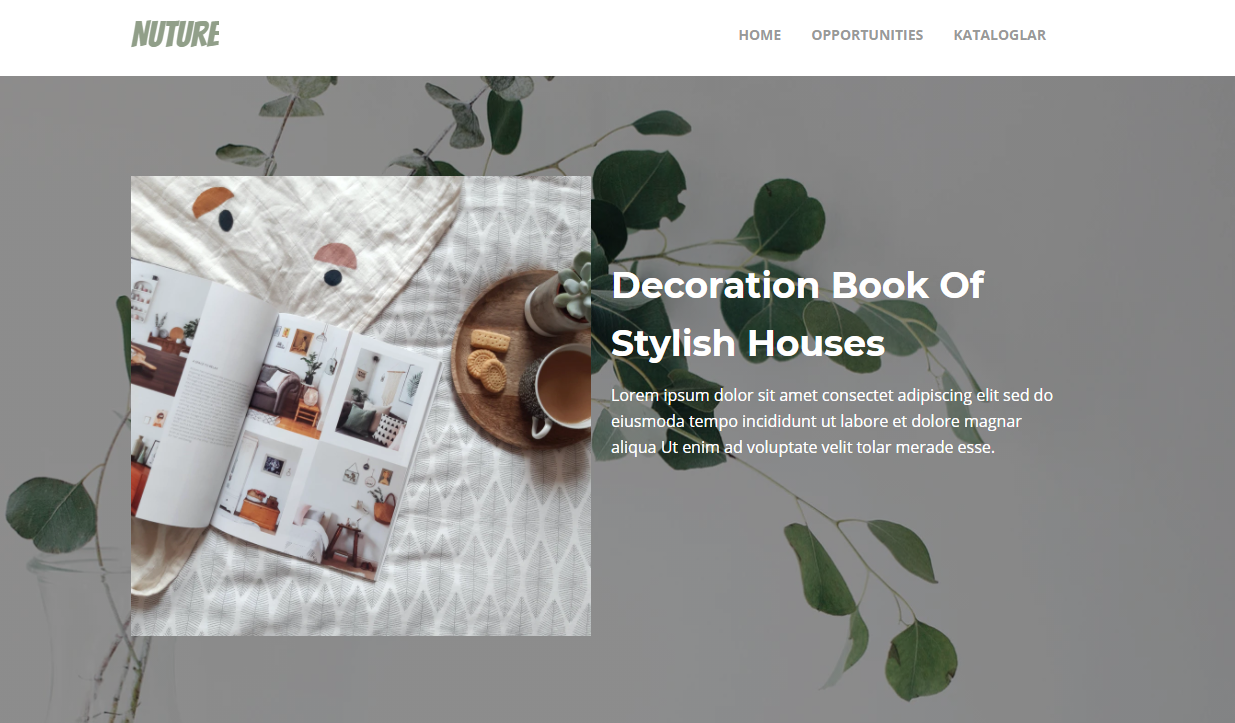 NUTURE
HOME OPPORTUNITIES KATALOGLAR
Decoration Book Of
Stylish Houses
Lorem ipsum dolor sit amet consectet adipiscing elit sed do
eiusmoda tempo incididunt ut labore et dolore magnar
aliqua Ut enim ad voluptate velit tolar merade esse.